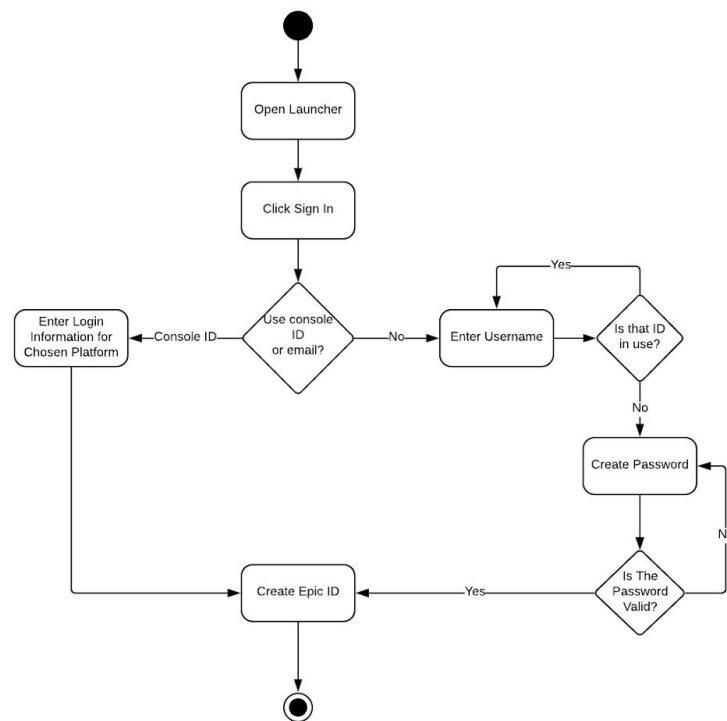 Open Launcher
Click Sign In
Yes
Enter Login
Information for
Chosen Platform
Console ID
Use console
ID
or email?
No
Enter Username
Is that ID
in use?
No
Create Password
Is The
Password
Valid?
Yes
Create Epic ID